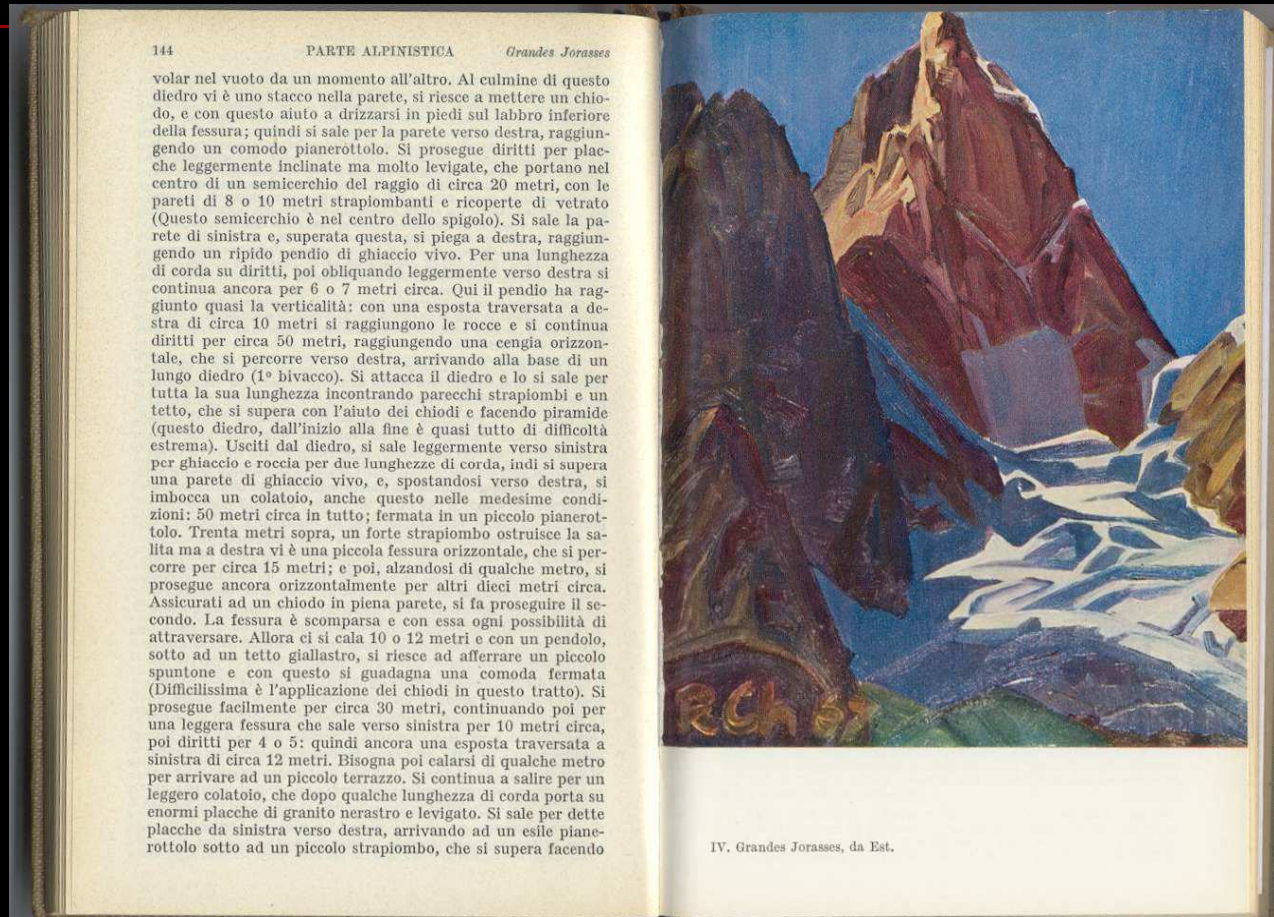 144 PARTE ALPINISTICA Grandes Jorasses
volar nel vuoto da un momento all'altro. Al culmine di questo
diedro vi è uno stacco nella parete, si riesce a mettere un chio-
do, e con questo aiuto a drizzarsi in piedi sul labbro inferiore
della fessura; quindi si sale per la parete verso destra, raggiun-
gendo un comodo pianerottolo. Si prosegue diritti per plac-
che leggermente inclinate ma molto levigate, che portano nel
centro di un semicerchio del raggio di circa 20 metri, con le
pareti di 8 o 10 metri strapiombanti e ricoperte di vetrato
(Questo semicerchio è nel centro dello spigolo). Si sale la pa-
rete di sinistra e, superata questa, si piega a destra, raggiun-
gendo un ripido pendio di ghiaccio vivo. Per una lunghezza
di corda su diritti, poi obliquando leggermente verso destra si
continua ancora per 6 o 7 metri circa. Qui il pendio ha rag-
giunto quasi la verticalità: con una esposta traversata a de-
stra di circa 10 metri si raggiungono le rocce e si continua
diritti per circa 50 metri, raggiungendo una cengia orizzon-
tale, che si percorre verso destra, arrivando alla base di un
lungo diedro (1º bivacco). Si attacca il diedro e lo si sale per
tutta la sua lunghezza incontrando parecchi strapiombi e un
tetto, che si supera con l'aiuto dei chiodi e facendo piramide
(questo diedro, dall'inizio alla fine è quasi tutto di difficoltà
estrema). Usciti dal diedro, si sale leggermente verso sinistra
per ghiaccio e roccia per due lunghezze di corda, indi si supera
una parete di ghiaccio vivo, e, spostandosi verso destra, si
imbocca un colatoio, anche questo nelle medesime condi-
zioni: 50 metri circa in tutto; fermata in un piccolo pianerot-
tolo. Trenta metri sopra, un forte strapiombo ostruisce la sa-
lita ma a destra vi è una piccola fessura orizzontale, che si per-
corre per circa 15 metri; e poi, alzandosi di qualche metro, si
prosegue ancora orizzontalmente per altri dieci metri circa.
Assicurati ad un chiodo in piena parete, si fa proseguire il se-
condo. La fessura è scomparsa e con essa ogni possibilità di
attraversare. Allora ci si cala 10 o 12 metri e con un pendolo,
sotto ad un tetto giallastro, si riesce ad afferrare un piccolo
spuntone e con questo si guadagna una comoda fermata
(Difficilissima è l'applicazione dei chiodi in questo tratto). Si
prosegue facilmente per circa 30 metri, continuando poi per
una leggera fessura che sale verso sinistra per 10 metri circa,
poi diritti per 4 o 5: quindi ancora una esposta traversata a
sinistra di circa 12 metri. Bisogna poi calarsi di qualche metro
per arrivare ad un piccolo terrazzo. Si continua a salire per un
leggero colatoio, che dopo qualche lunghezza di corda porta su
enormi placche di granito nerastro e levigato. Si sale per dette
placche da sinistra verso destra, arrivando ad un esile piane-
rottolo sotto ad un piccolo strapiombo, che si supera facendo
IV. Grandes Jorasses, da Est.